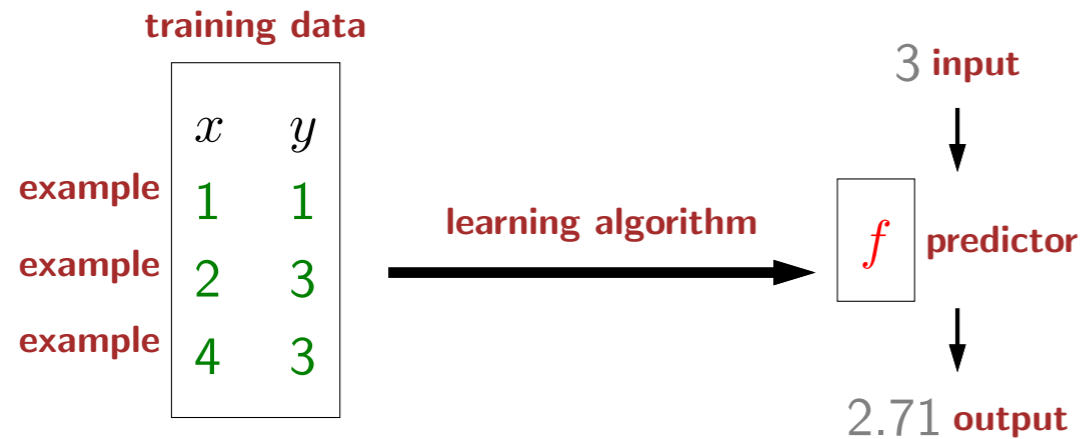 training data
x y
example 1 1
example 2 3
example 4 3
learning algorithm
3 input
f predictor
2.71 output